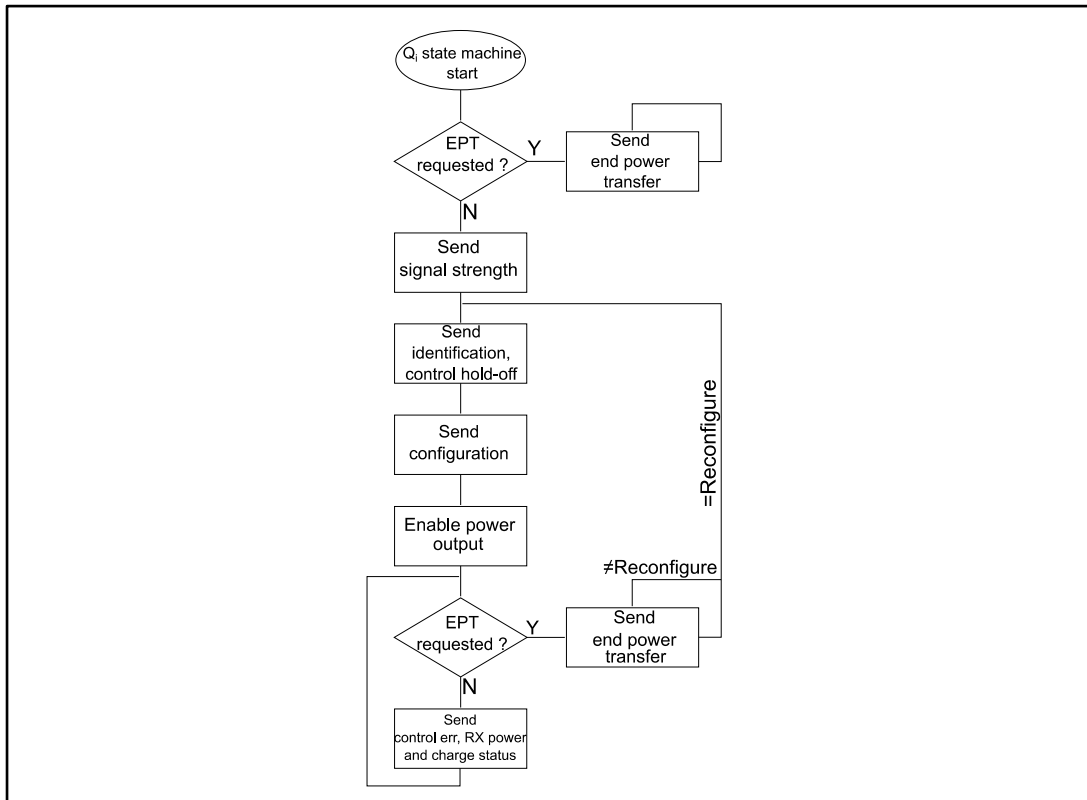 Qi state machine
start
EPT
requested ?
Y
Send
end power
transfer
N
Send
signal strength
Send
identification,
control hold-off
=Reconfigure
Send
configuration
Enable power
output
≠Reconfigure
EPT
requested ?
Y
Send
end power
transfer
N
Send
control err, RX power
and charge status